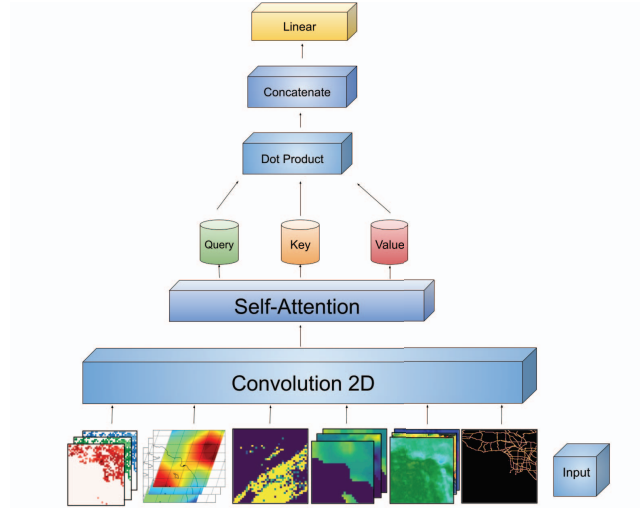 Linear
Concatenate
Dot Product
Query
Key
Value
Self-Attention
Convolution 2D
Input